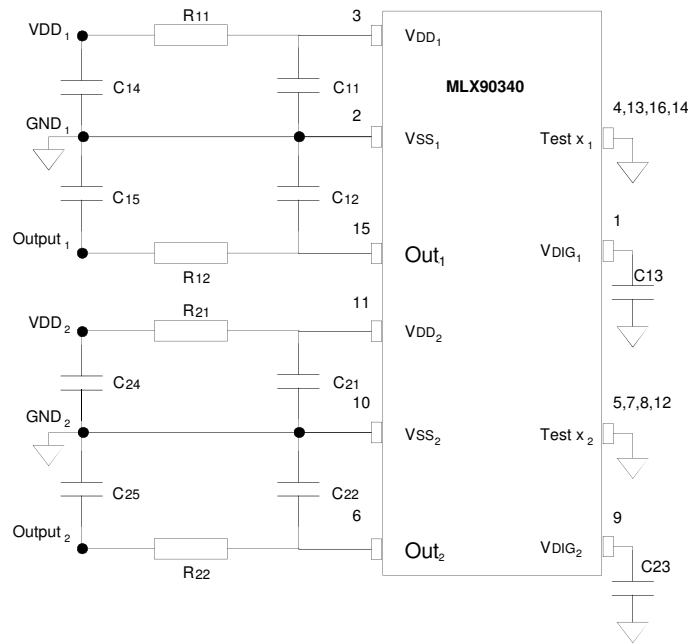 R11
3
VDD1
VDD1
C14
C11
MLX90340
4,13,16,14
2
GND1
VSS1
Test x1
C15
C12
1
Output1
15
Out1
VDIG1
R12
C13
R21
11
VDD2
VDD2
C24
C21
5,7,8,12
10
GND2
VSS2
Test x2
C25
C22
9
6
Output2
Out2
VDIG2
R22
C23